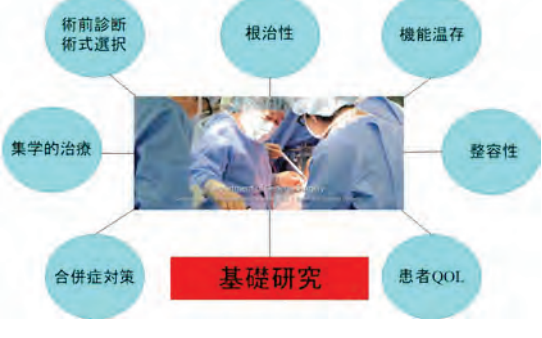 術前診断
術式選択
根治性
機能温存
集学的治療
整容性
合併症対策
基礎研究
患者QOL